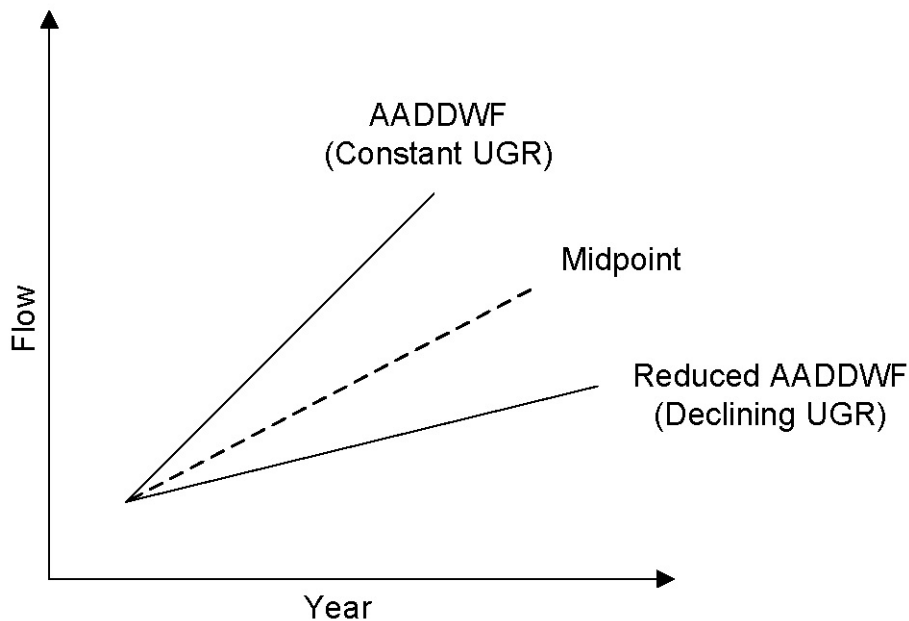 AADDWF
(Constant UGR)
Midpoint
Reduced AADDWF
(Declining UGR)
Flow
Year